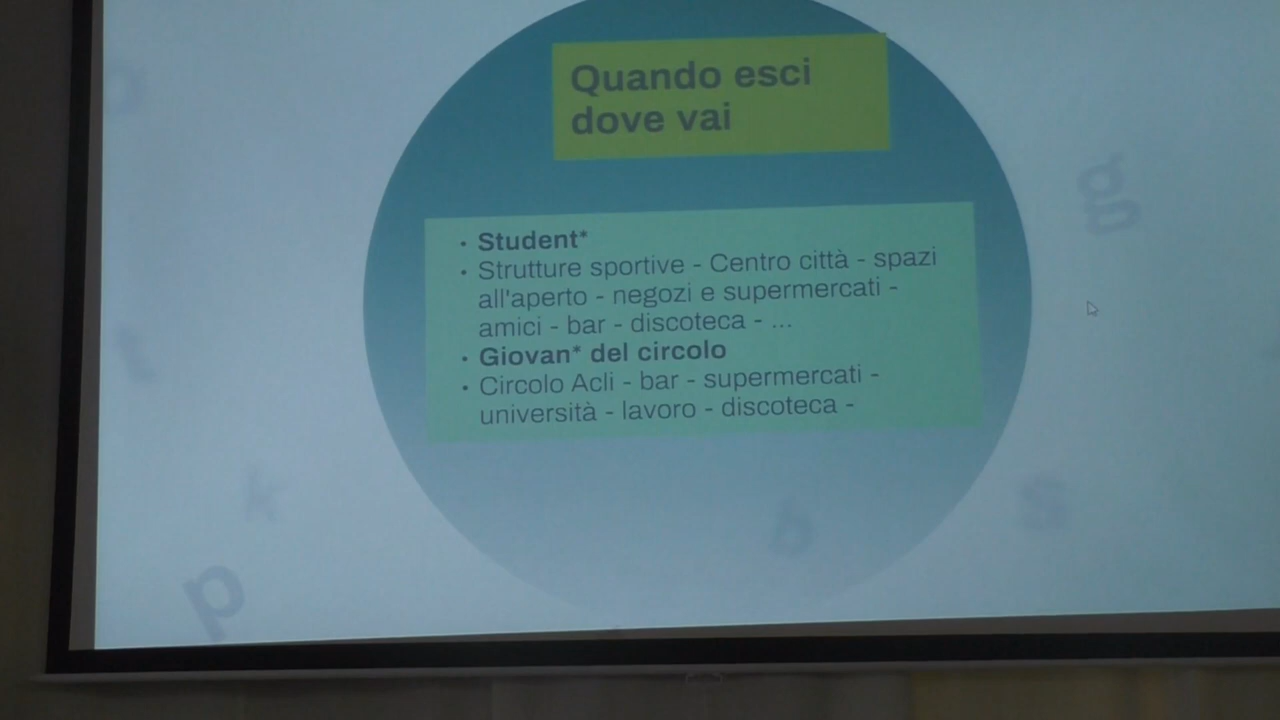 Quando esci
dove vai
• Student*
• Strutture sportive - Centro città - spazi
all'aperto - negozi e supermercati -
amici - bar - discoteca - ...
• Giovan* del circolo
• Circolo Acli - bar - supermercati -
università - lavoro - discoteca -
g
k
s
b
p